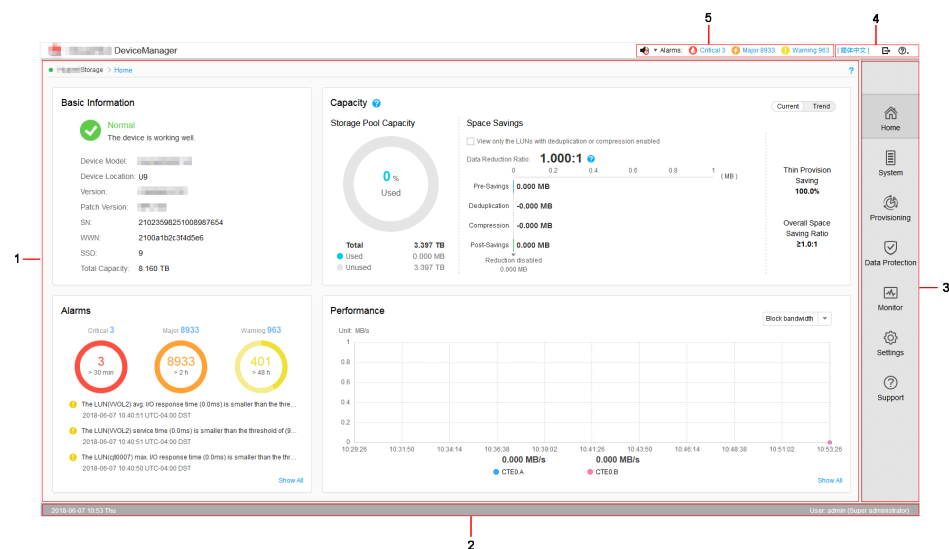 5
4
DeviceManager
Alarms: Critical 3 Major 8933 Warning 963 | 简体中文 |
Storage > Home
?
Basic Information
Normal
The device is working well.
Device Model:
Device Location: U9
Version:
Patch Version:
SN: 21023598251008987654
WWN: 2100a1b2c3f4d5e6
SSD: 9
Total Capacity: 8.160 TB
Capacity ?
Current Trend
Storage Pool Capacity
0 %
Used
Total 3.397 TB
Used 0.000 MB
Unused 3.397 TB
Space Savings
View only the LUNs with deduplication or compression enabled
Data Reduction Ratio: 1.000:1 ?
0 0.2 0.4 0.6 0.8 1 ( MB )
Pre-Savings 0.000 MB
Deduplication -0.000 MB
Compression -0.000 MB
Post-Savings 0.000 MB
Reduction disabled
0.000 MB
Thin Provision
Saving
100.0%
Overall Space
Saving Ratio
≥1.0:1
Home
System
Provisioning
Data Protection
Monitor
Settings
Support
1
3
Alarms
Critical 3 Major 8933 Warning 963
3
> 30 min
8933
> 2 h
401
> 48 h
The LUN(VVOL2) avg. I/O response time (0.0ms) is smaller than the thre...
2018-06-07 10:40:51 UTC-04:00 DST
The LUN(VVOL2) service time (0.0ms) is smaller than the threshold of (9...
2018-06-07 10:40:51 UTC-04:00 DST
The LUN(cjt0007) max. I/O response time (0.0ms) is smaller than the thr...
2018-06-07 10:40:50 UTC-04:00 DST
Show All
Performance
Block bandwidth
Unit: MB/s
1
0.8
0.6
0.4
0.2
0
10:29:26 10:31:50 10:34:14 10:36:38 10:39:02 10:41:26 10:43:50 10:46:14 10:48:38 10:51:02 10:53:26
0.000 MB/s 0.000 MB/s
CTE0.A CTE0.B
Show All
2018-06-07 10:53 Thu
User: admin (Super administrator)
2